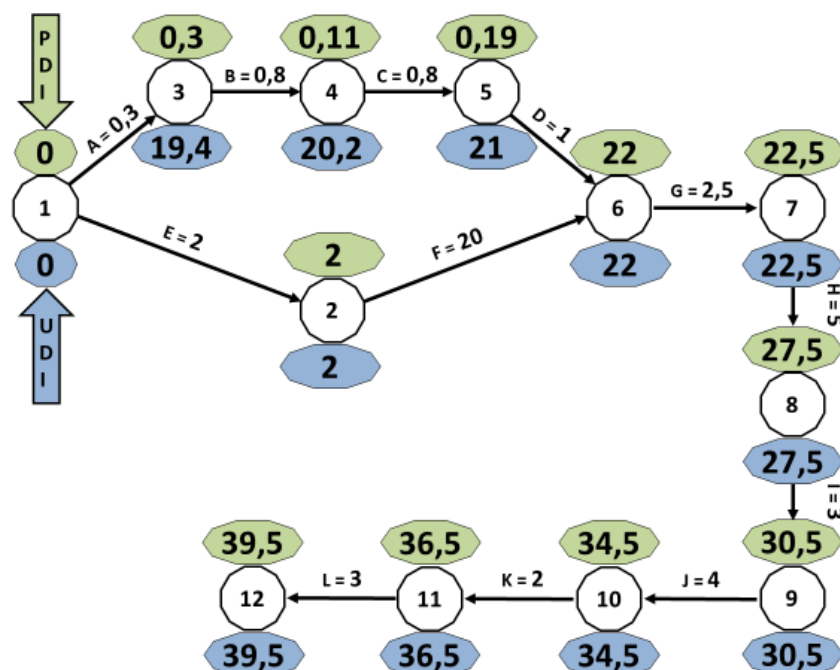 P D I
0
1
0
U D I
A = 0,3
0,3
3
19,4
B = 0,8
0,11
4
20,2
C = 0,8
0,19
5
21
D = 1
E = 2
2
2
2
F = 20
22
6
22
G = 2,5
22,5
7
22,5
H = 5
27,5
8
27,5
I = 3
30,5
9
30,5
J = 4
34,5
10
34,5
K = 2
36,5
11
36,5
L = 3
39,5
12
39,5